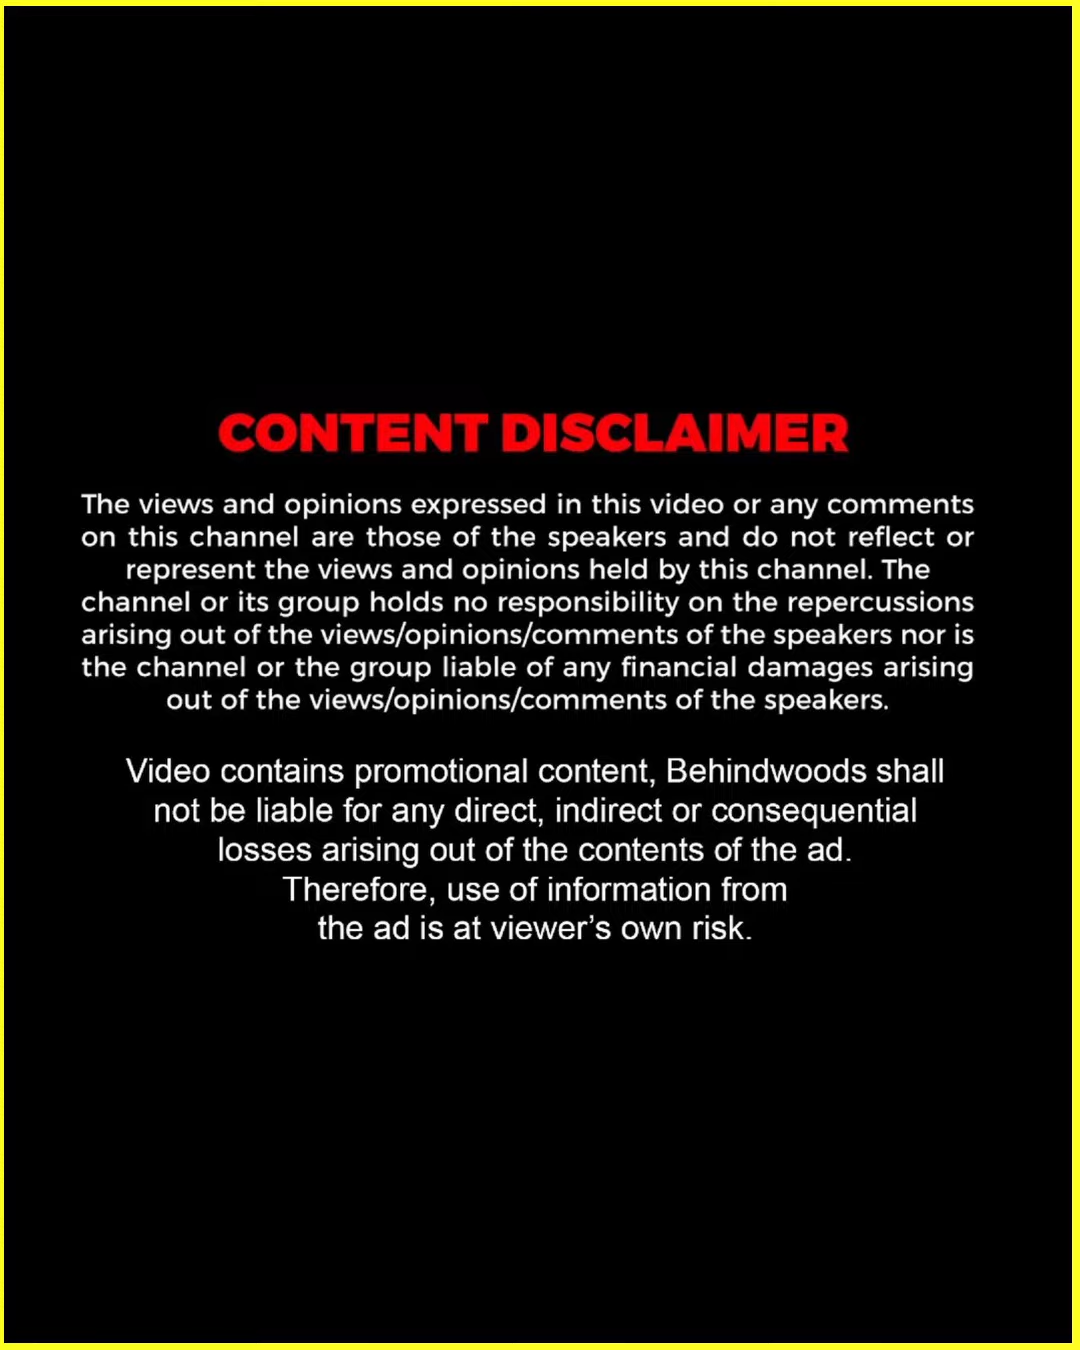 CONTENT DISCLAIMER
The views and opinions expressed in this video or any comments
on this channel are those of the speakers and do not reflect or
represent the views and opinions held by this channel. The
channel or its group holds no responsibility on the repercussions
arising out of the views/opinions/comments of the speakers nor is
the channel or the group liable of any financial damages arising
out of the views/opinions/comments of the speakers.
Video contains promotional content, Behindwoods shall
not be liable for any direct, indirect or consequential
losses arising out of the contents of the ad.
Therefore, use of information from
the ad is at viewer’s own risk.